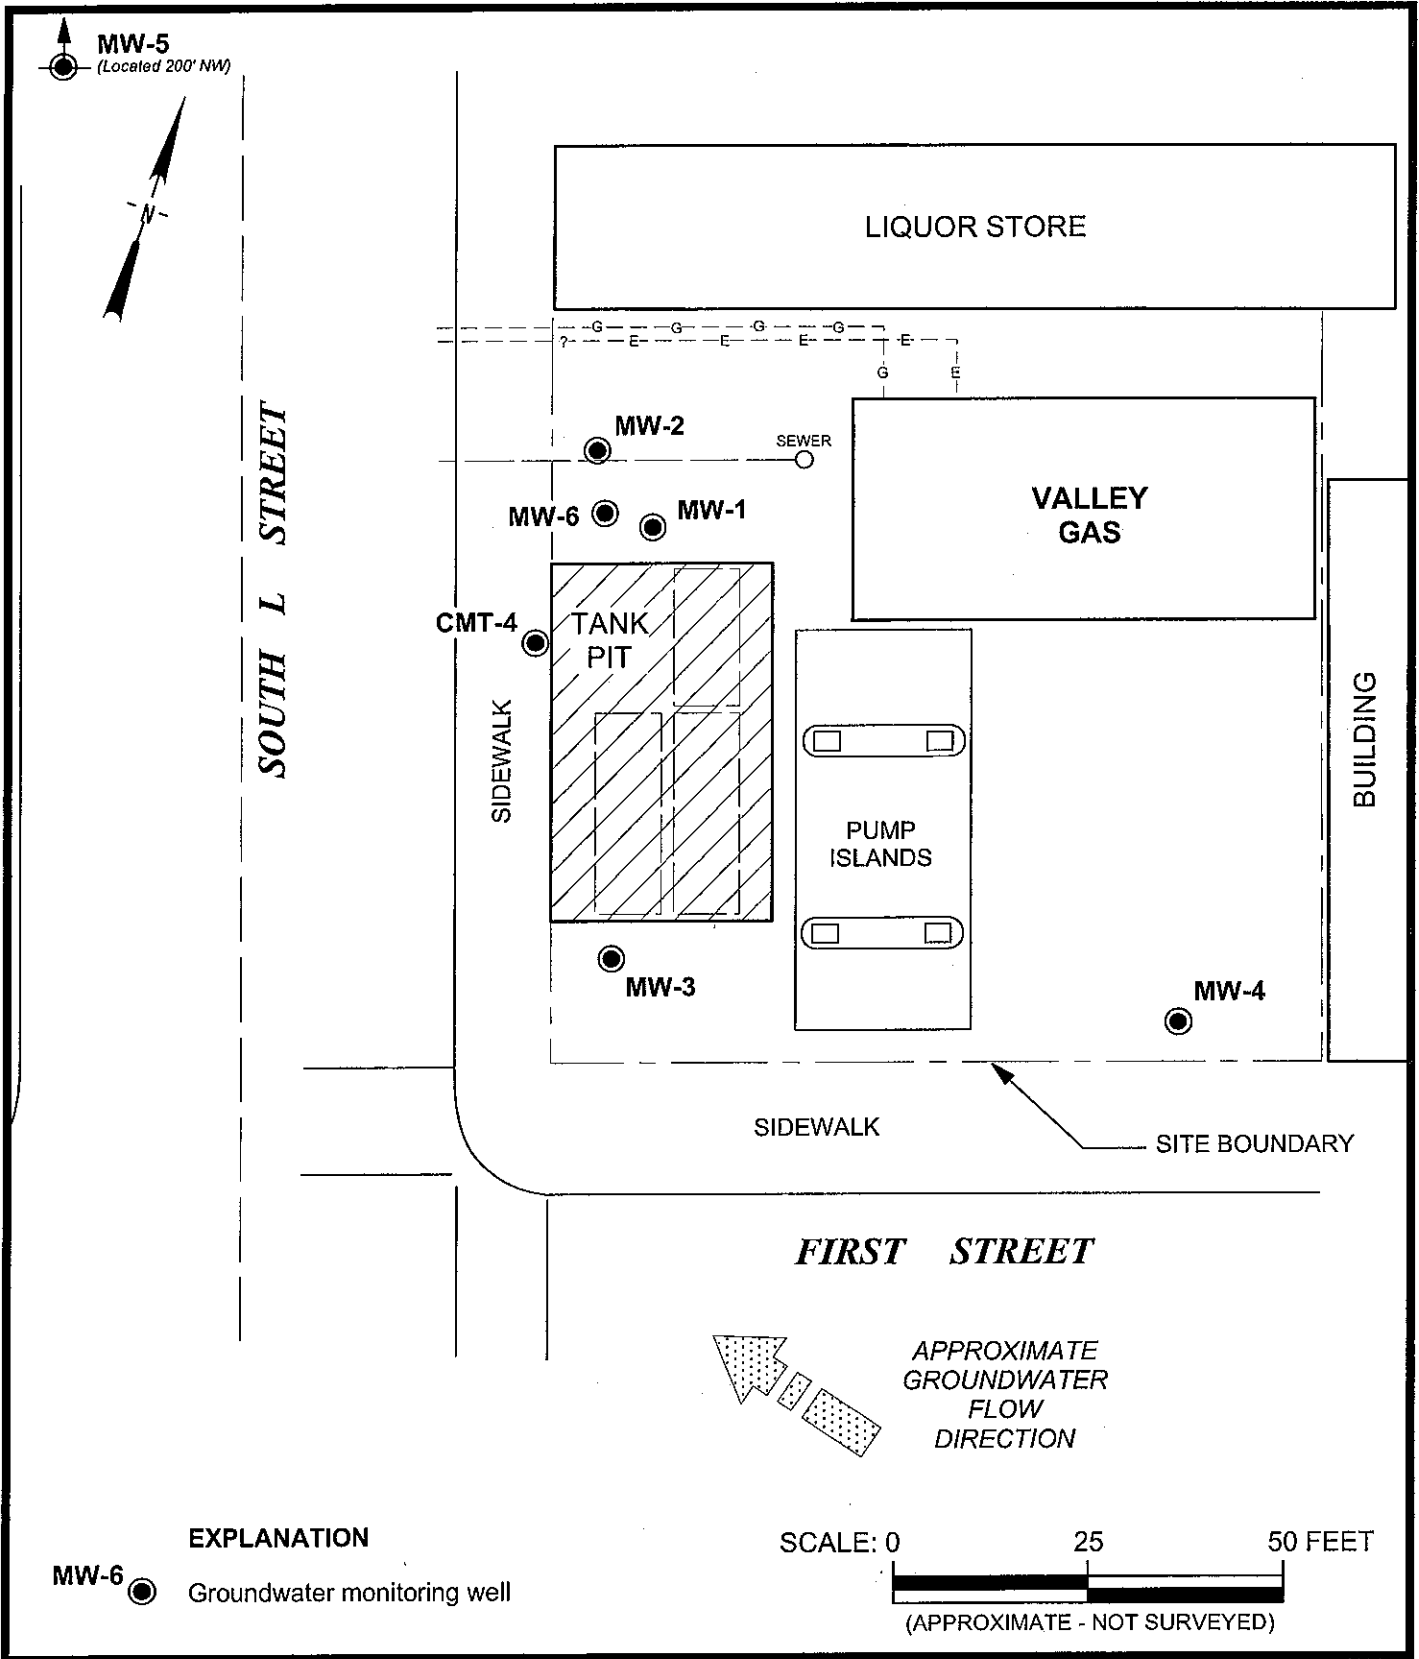 MW-5
(Located 200' NW)
N
LIQUOR STORE
G G G G
? E E E E
G E
MW-2
SEWER
MW-6
MW-1
VALLEY
GAS
SOUTH L STREET
CMT-4
TANK
PIT
SIDEWALK
BUILDING
PUMP
ISLANDS
MW-3
MW-4
SIDEWALK
SITE BOUNDARY
FIRST STREET
APPROXIMATE
GROUNDWATER
FLOW
DIRECTION
EXPLANATION
MW-6
Groundwater monitoring well
SCALE: 0 25 50 FEET
(APPROXIMATE - NOT SURVEYED)